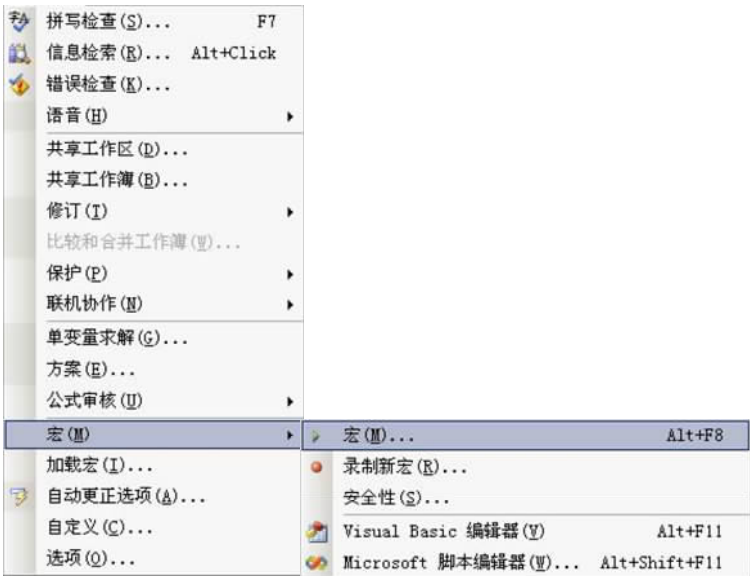 拼写检查(S)... F7
信息检索(R)... Alt+Click
错误检查(K)...
语音(H)
共享工作区(D)...
共享工作簿(B)...
修订(T)
比较和合并工作簿(W)...
保护(P)
联机协作(N)
单变量求解(G)...
方案(E)...
公式审核(U)
宏(M)
加载宏(I)...
自动更正选项(A)...
自定义(C)...
选项(O)...
宏(M)... Alt+F8
录制新宏(R)...
安全性(S)...
Visual Basic 编辑器(V) Alt+F11
Microsoft 脚本编辑器(W)... Alt+Shift+F11